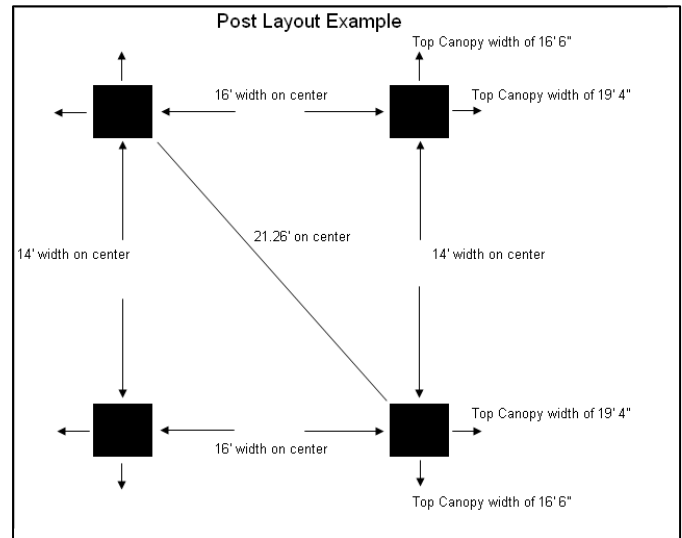 Post Layout Example
Top Canopy width of 16' 6"
16' width on center
Top Canopy width of 19' 4"
21.26' on center
14' width on center
14' width on center
Top Canopy width of 19' 4"
16' width on center
Top Canopy width of 16' 6"